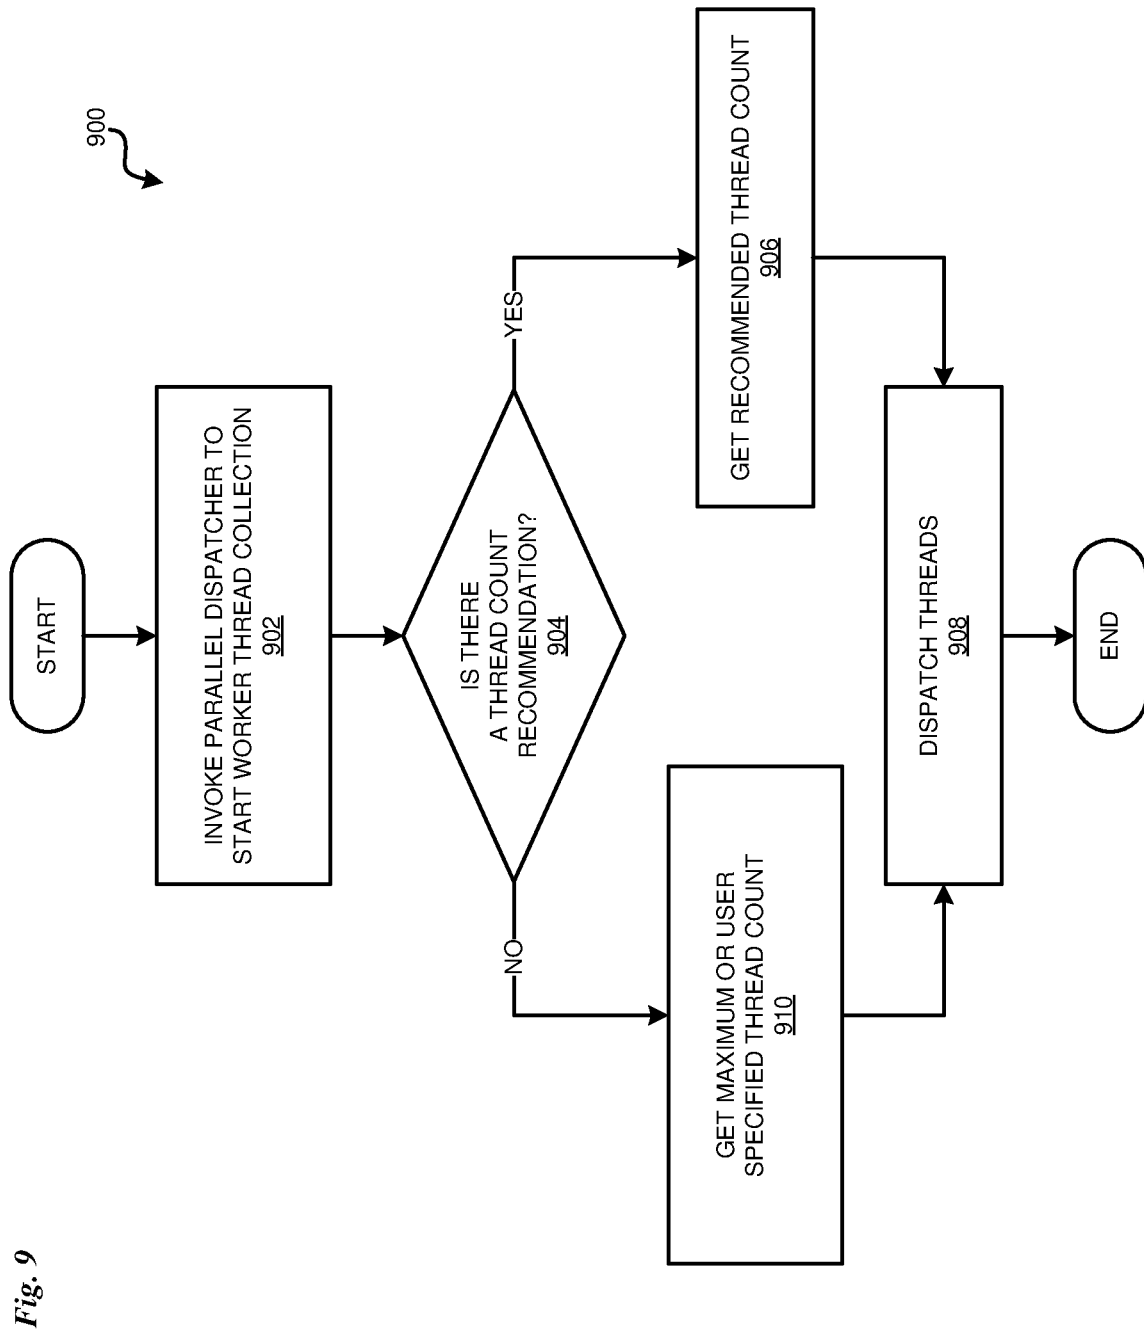 900
START
INVOKE PARALLEL DISPATCHER TO
START WORKER THREAD COLLECTION
902
IS THERE
A THREAD COUNT
RECOMMENDATION?
904
NO
YES
GET MAXIMUM OR USER
SPECIFIED THREAD COUNT
910
GET RECOMMENDED THREAD COUNT
906
DISPATCH THREADS
908
END
Fig. 9